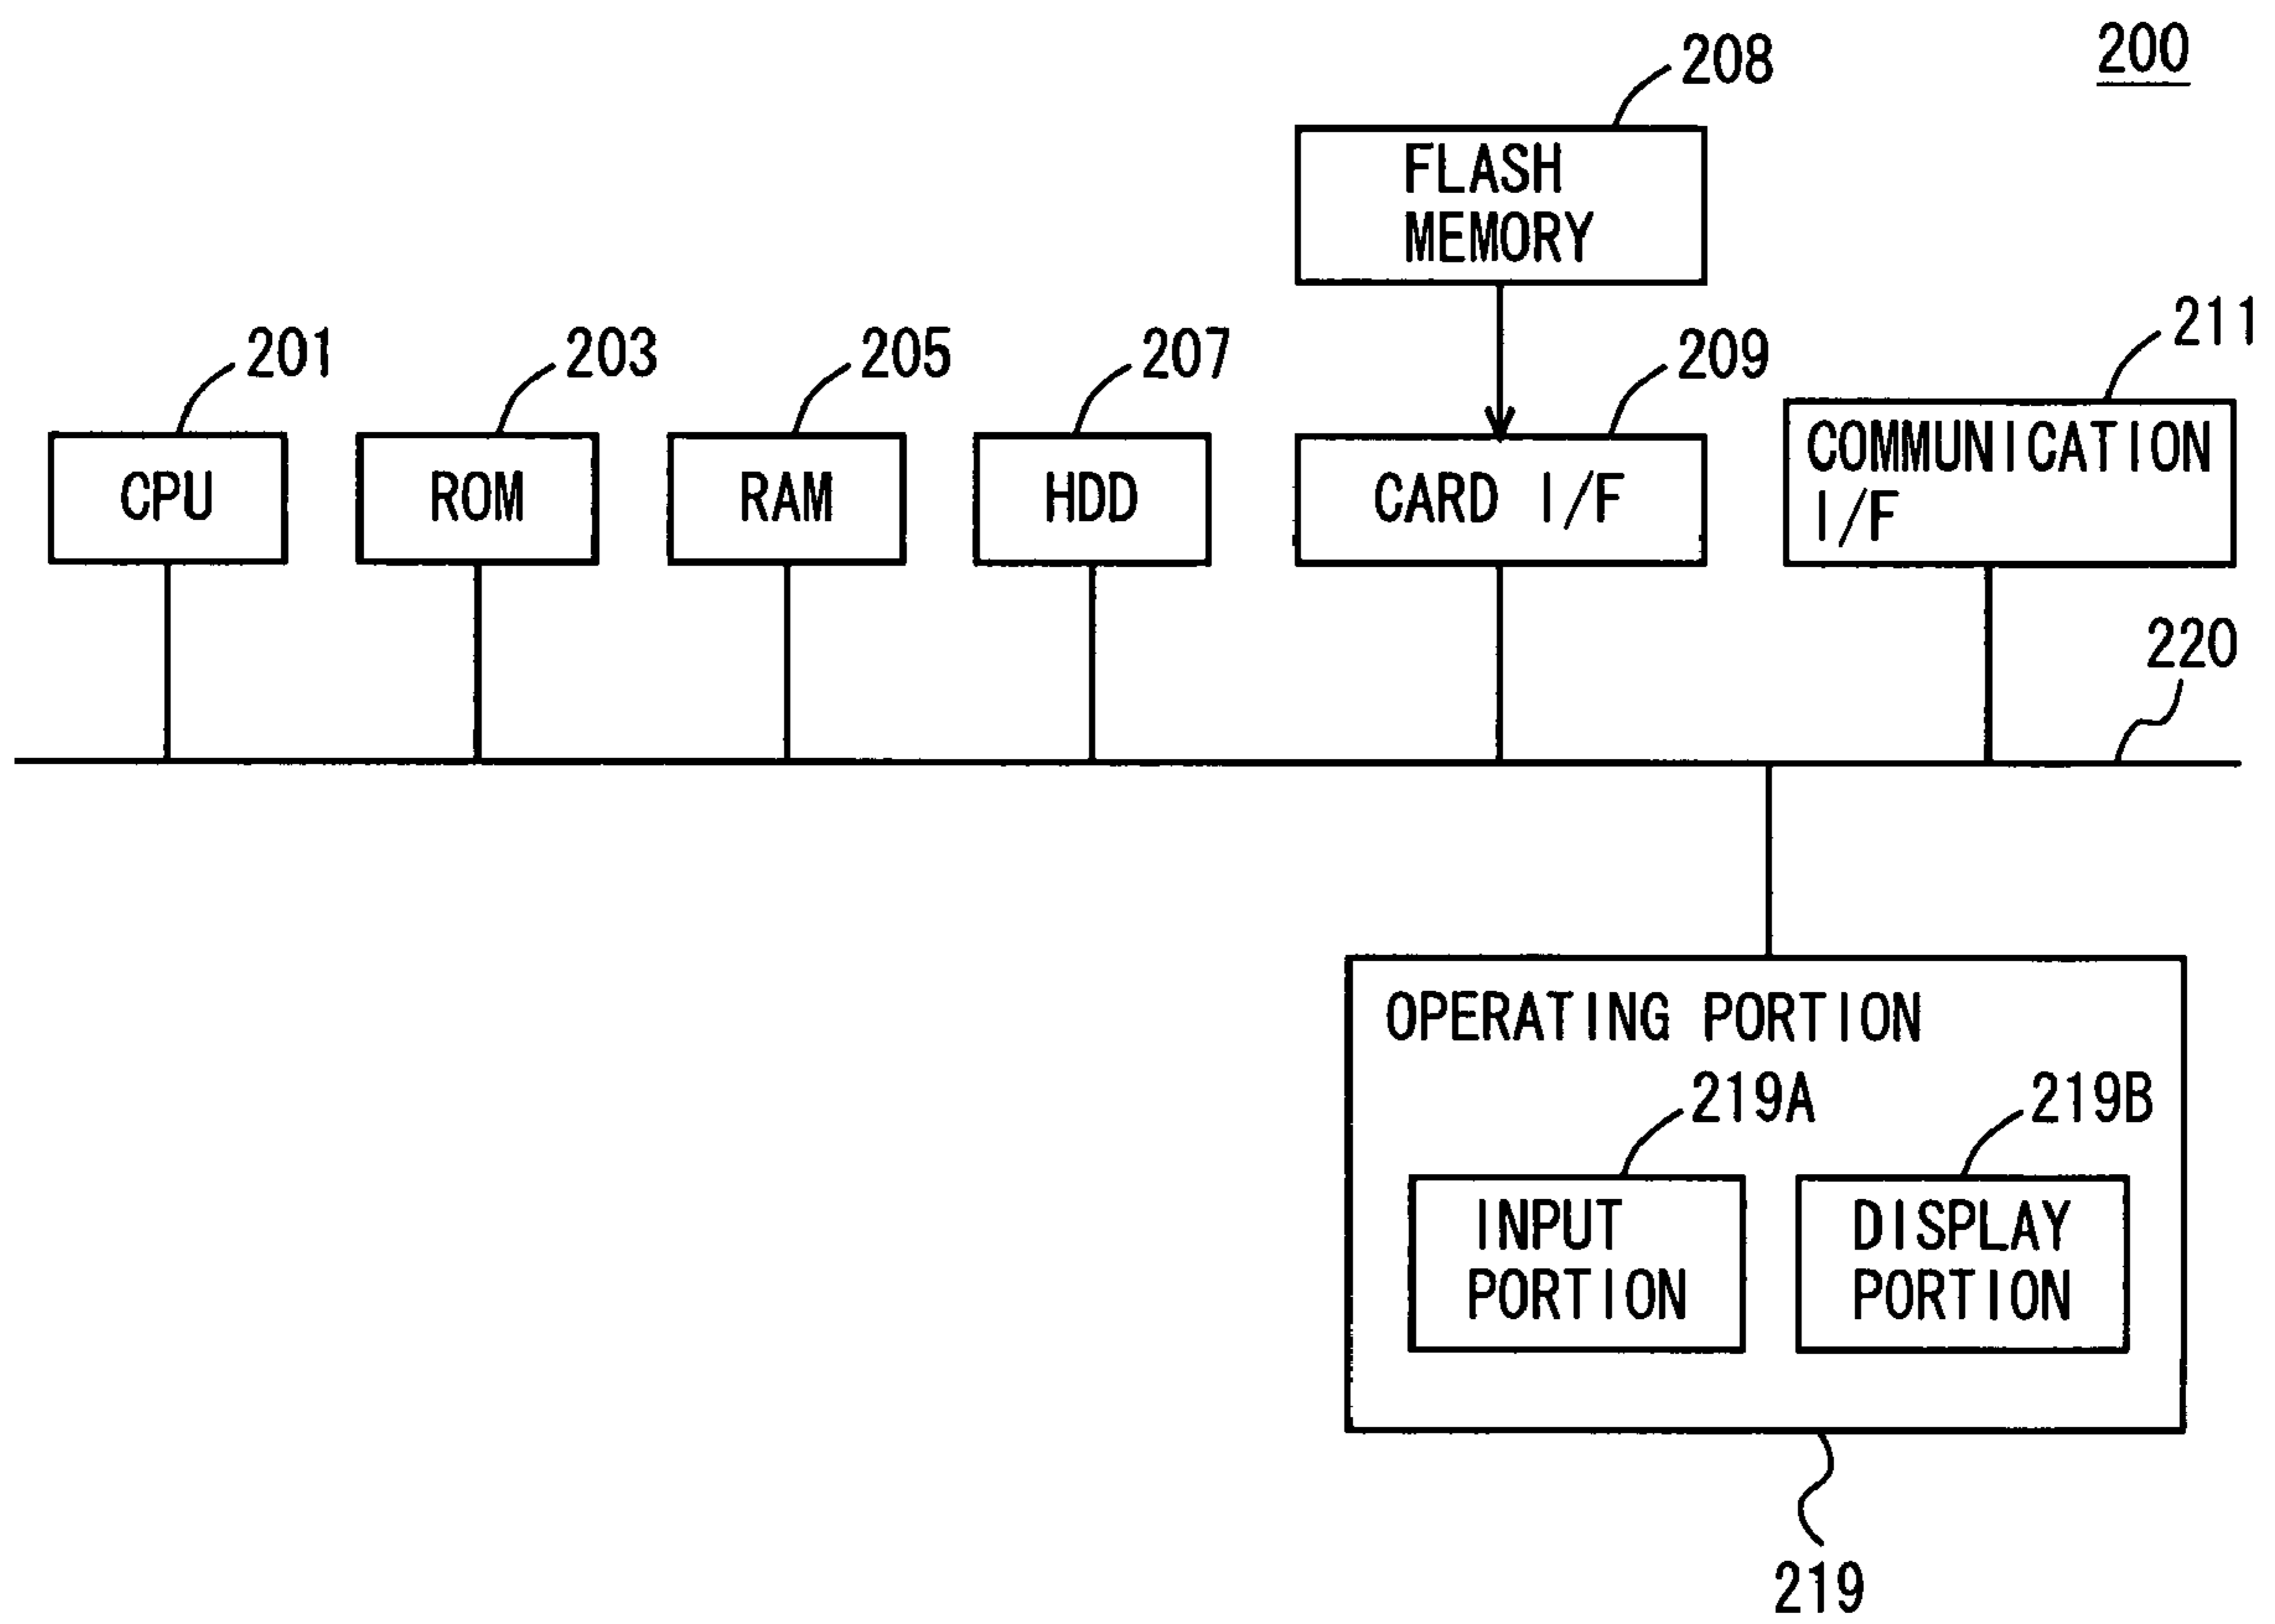 200
208
FLASH
MEMORY
201
203
205
207
209
211
CPU
ROM
RAM
HDD
CARD I/F
COMMUNICATION
I/F
220
OPERATING PORTION
219A
219B
INPUT
PORTION
DISPLAY
PORTION
219